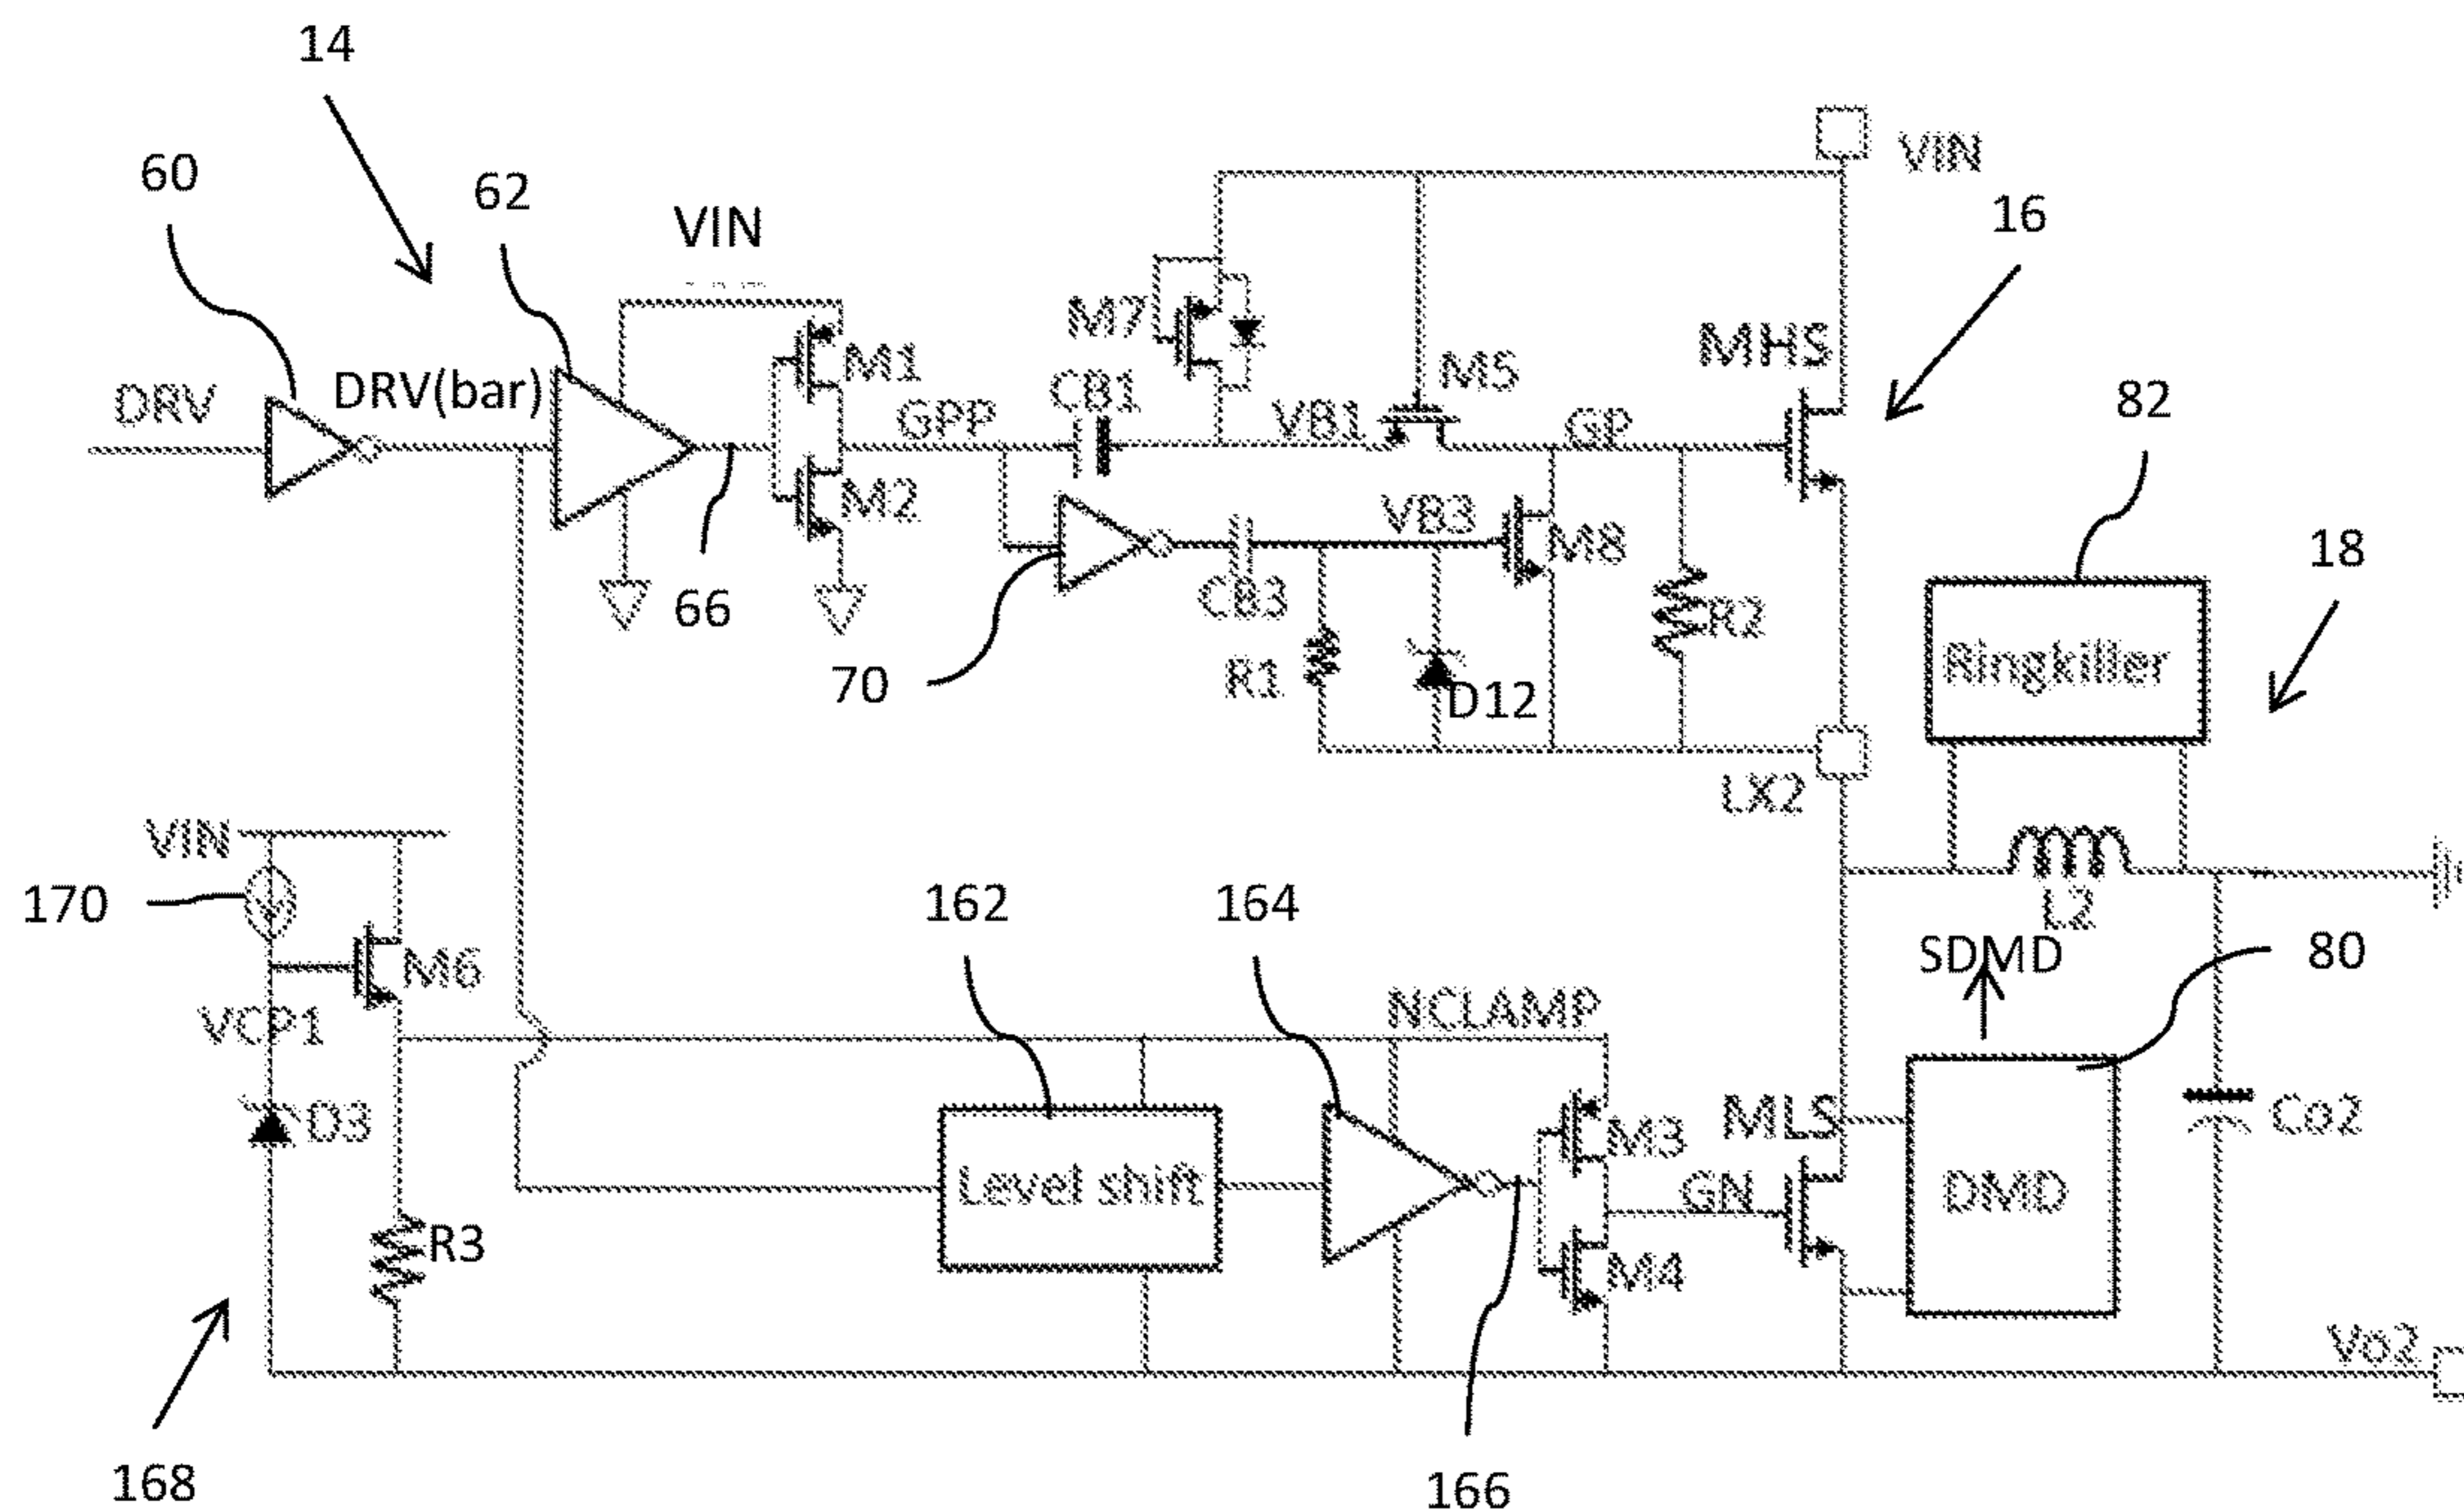 14
VIN
60
62
VIN
16
M7
MHS
M5
M1
DRV
DRV(bar)
CB1
82
GPP
VB1
GP
M2
VB3
M8
18
66
CB3
R2
70
R1
D12
Ringkiller
LX2
VIN
170
162
164
L2
M6
SDMD
80
VCP1
NCLAMP
D3
M3
MLS
Co2
Level shift
GN
DMD
R3
M4
Vo2
168
166